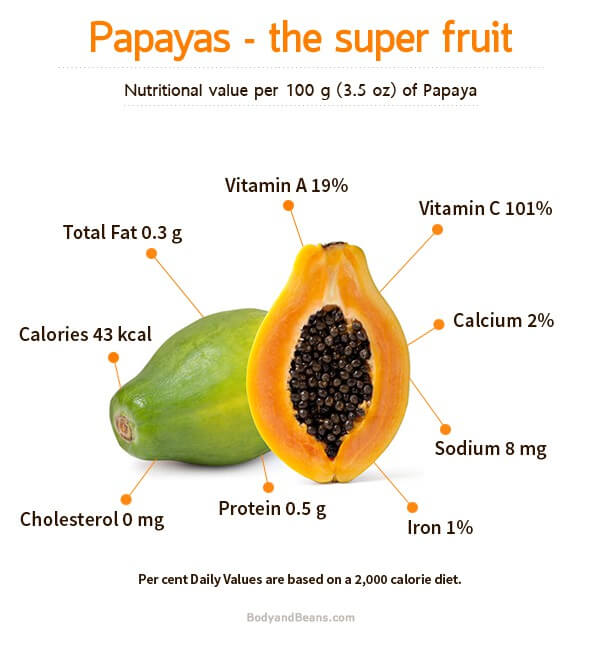 Papayas - the super fruit
Nutritional value per 100 g (3.5 oz) of Papaya
Vitamin A 19%
Vitamin C 101%
Total Fat 0.3 g
Calories 43 kcal
Calcium 2%
Sodium 8 mg
Protein 0.5 g
Cholesterol 0 mg
Iron 1%
Per cent Daily Values are based on a 2,000 calorie diet.
BodyandBeans.com